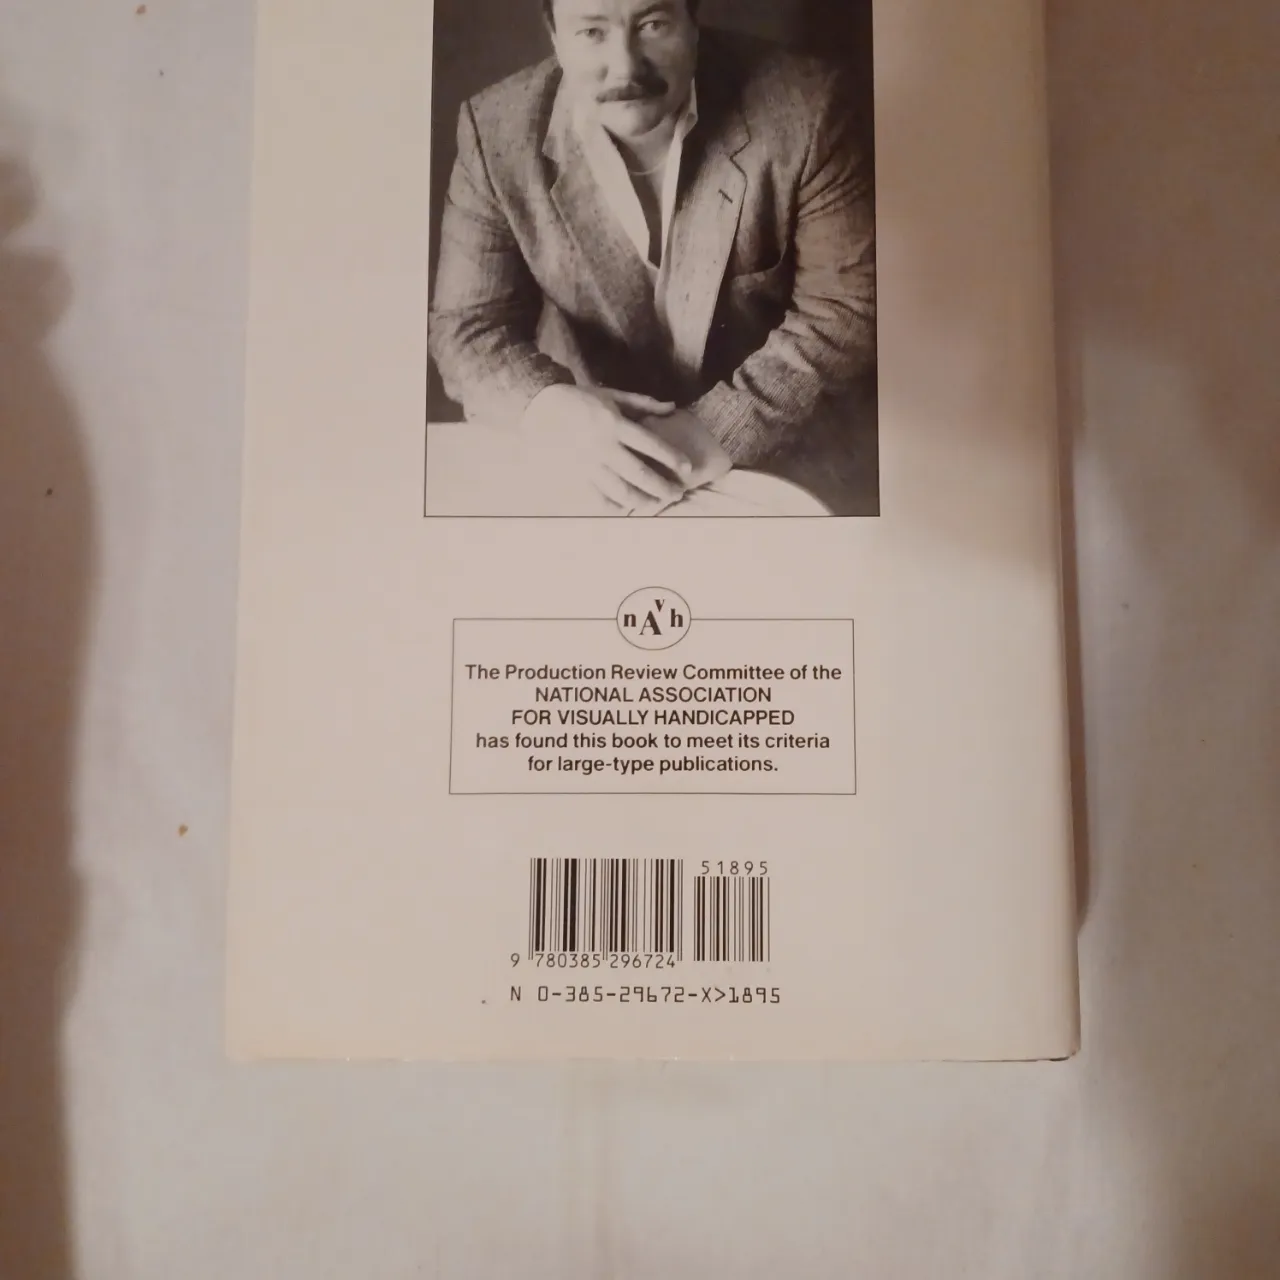 nAvh
The Production Review Committee of the
NATIONAL ASSOCIATION
FOR VISUALLY HANDICAPPED
has found this book to meet its criteria
for large-type publications.
51895
9 780385 296724
N 0-385-29672-X>1895